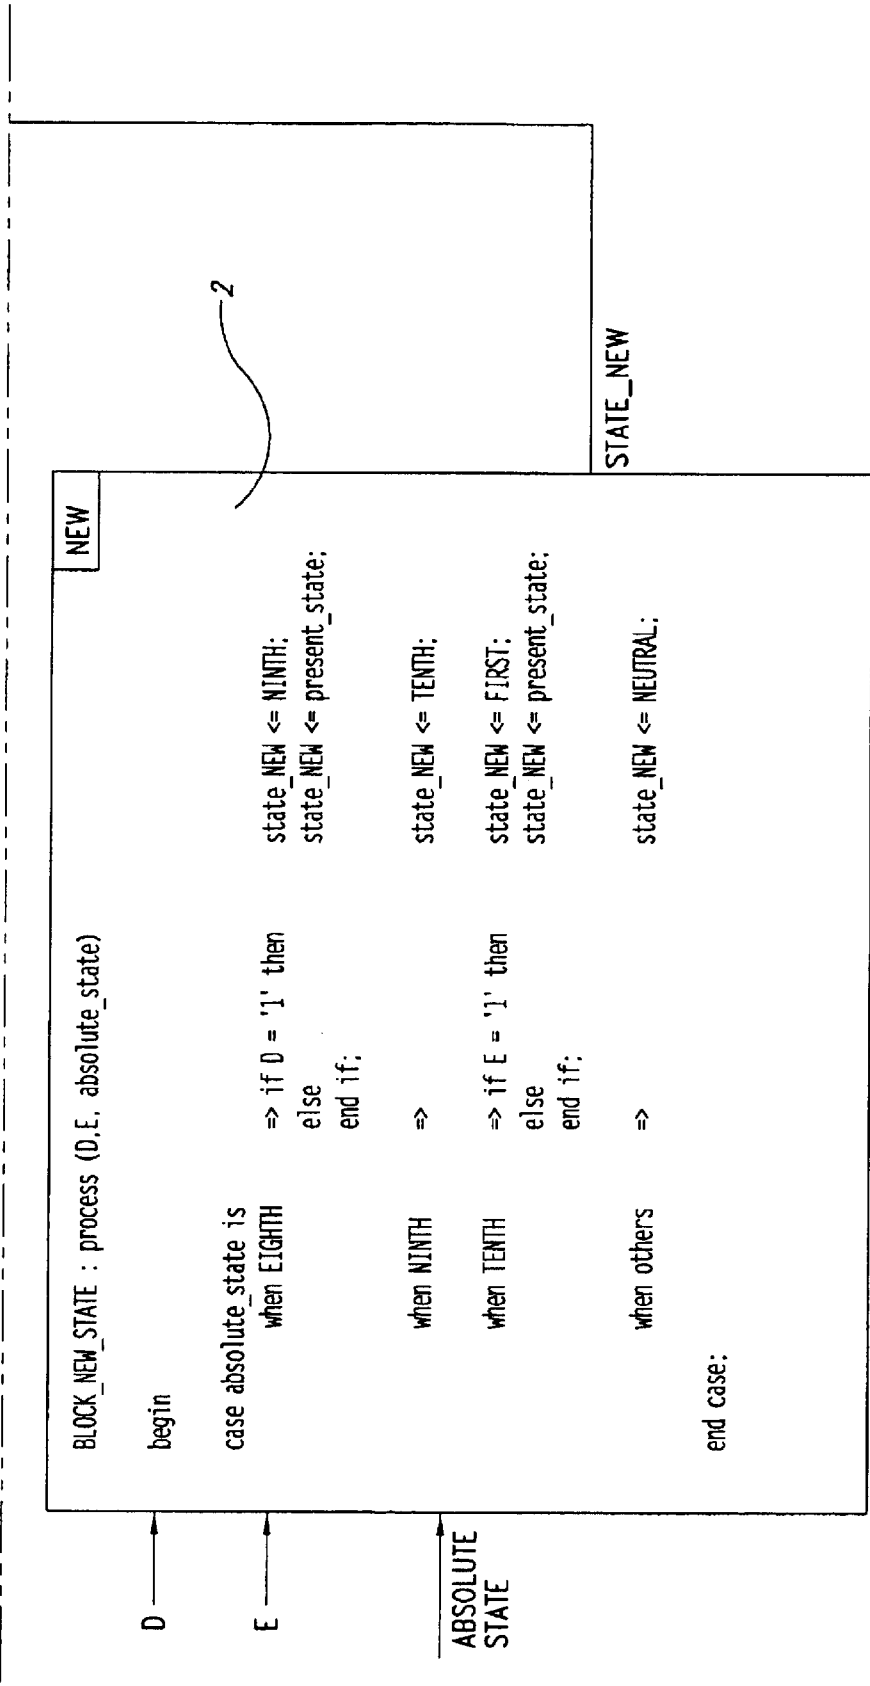 NEW
BLOCK_NEW_STATE : process (D,E, absolute_state)
begin
case absolute_state is
when EIGHTH => if D = '1' then state_NEW <= NINTH;
else state_NEW <= present_state;
end if;
when NINTH => state_NEW <= TENTH;
when TENTH => if E = '1' then state_NEW <= FIRST;
else state_NEW <= present_state;
end if;
when others => state_NEW <= NEUTRAL;
end case;
D
E
ABSOLUTE
STATE
2
STATE_NEW